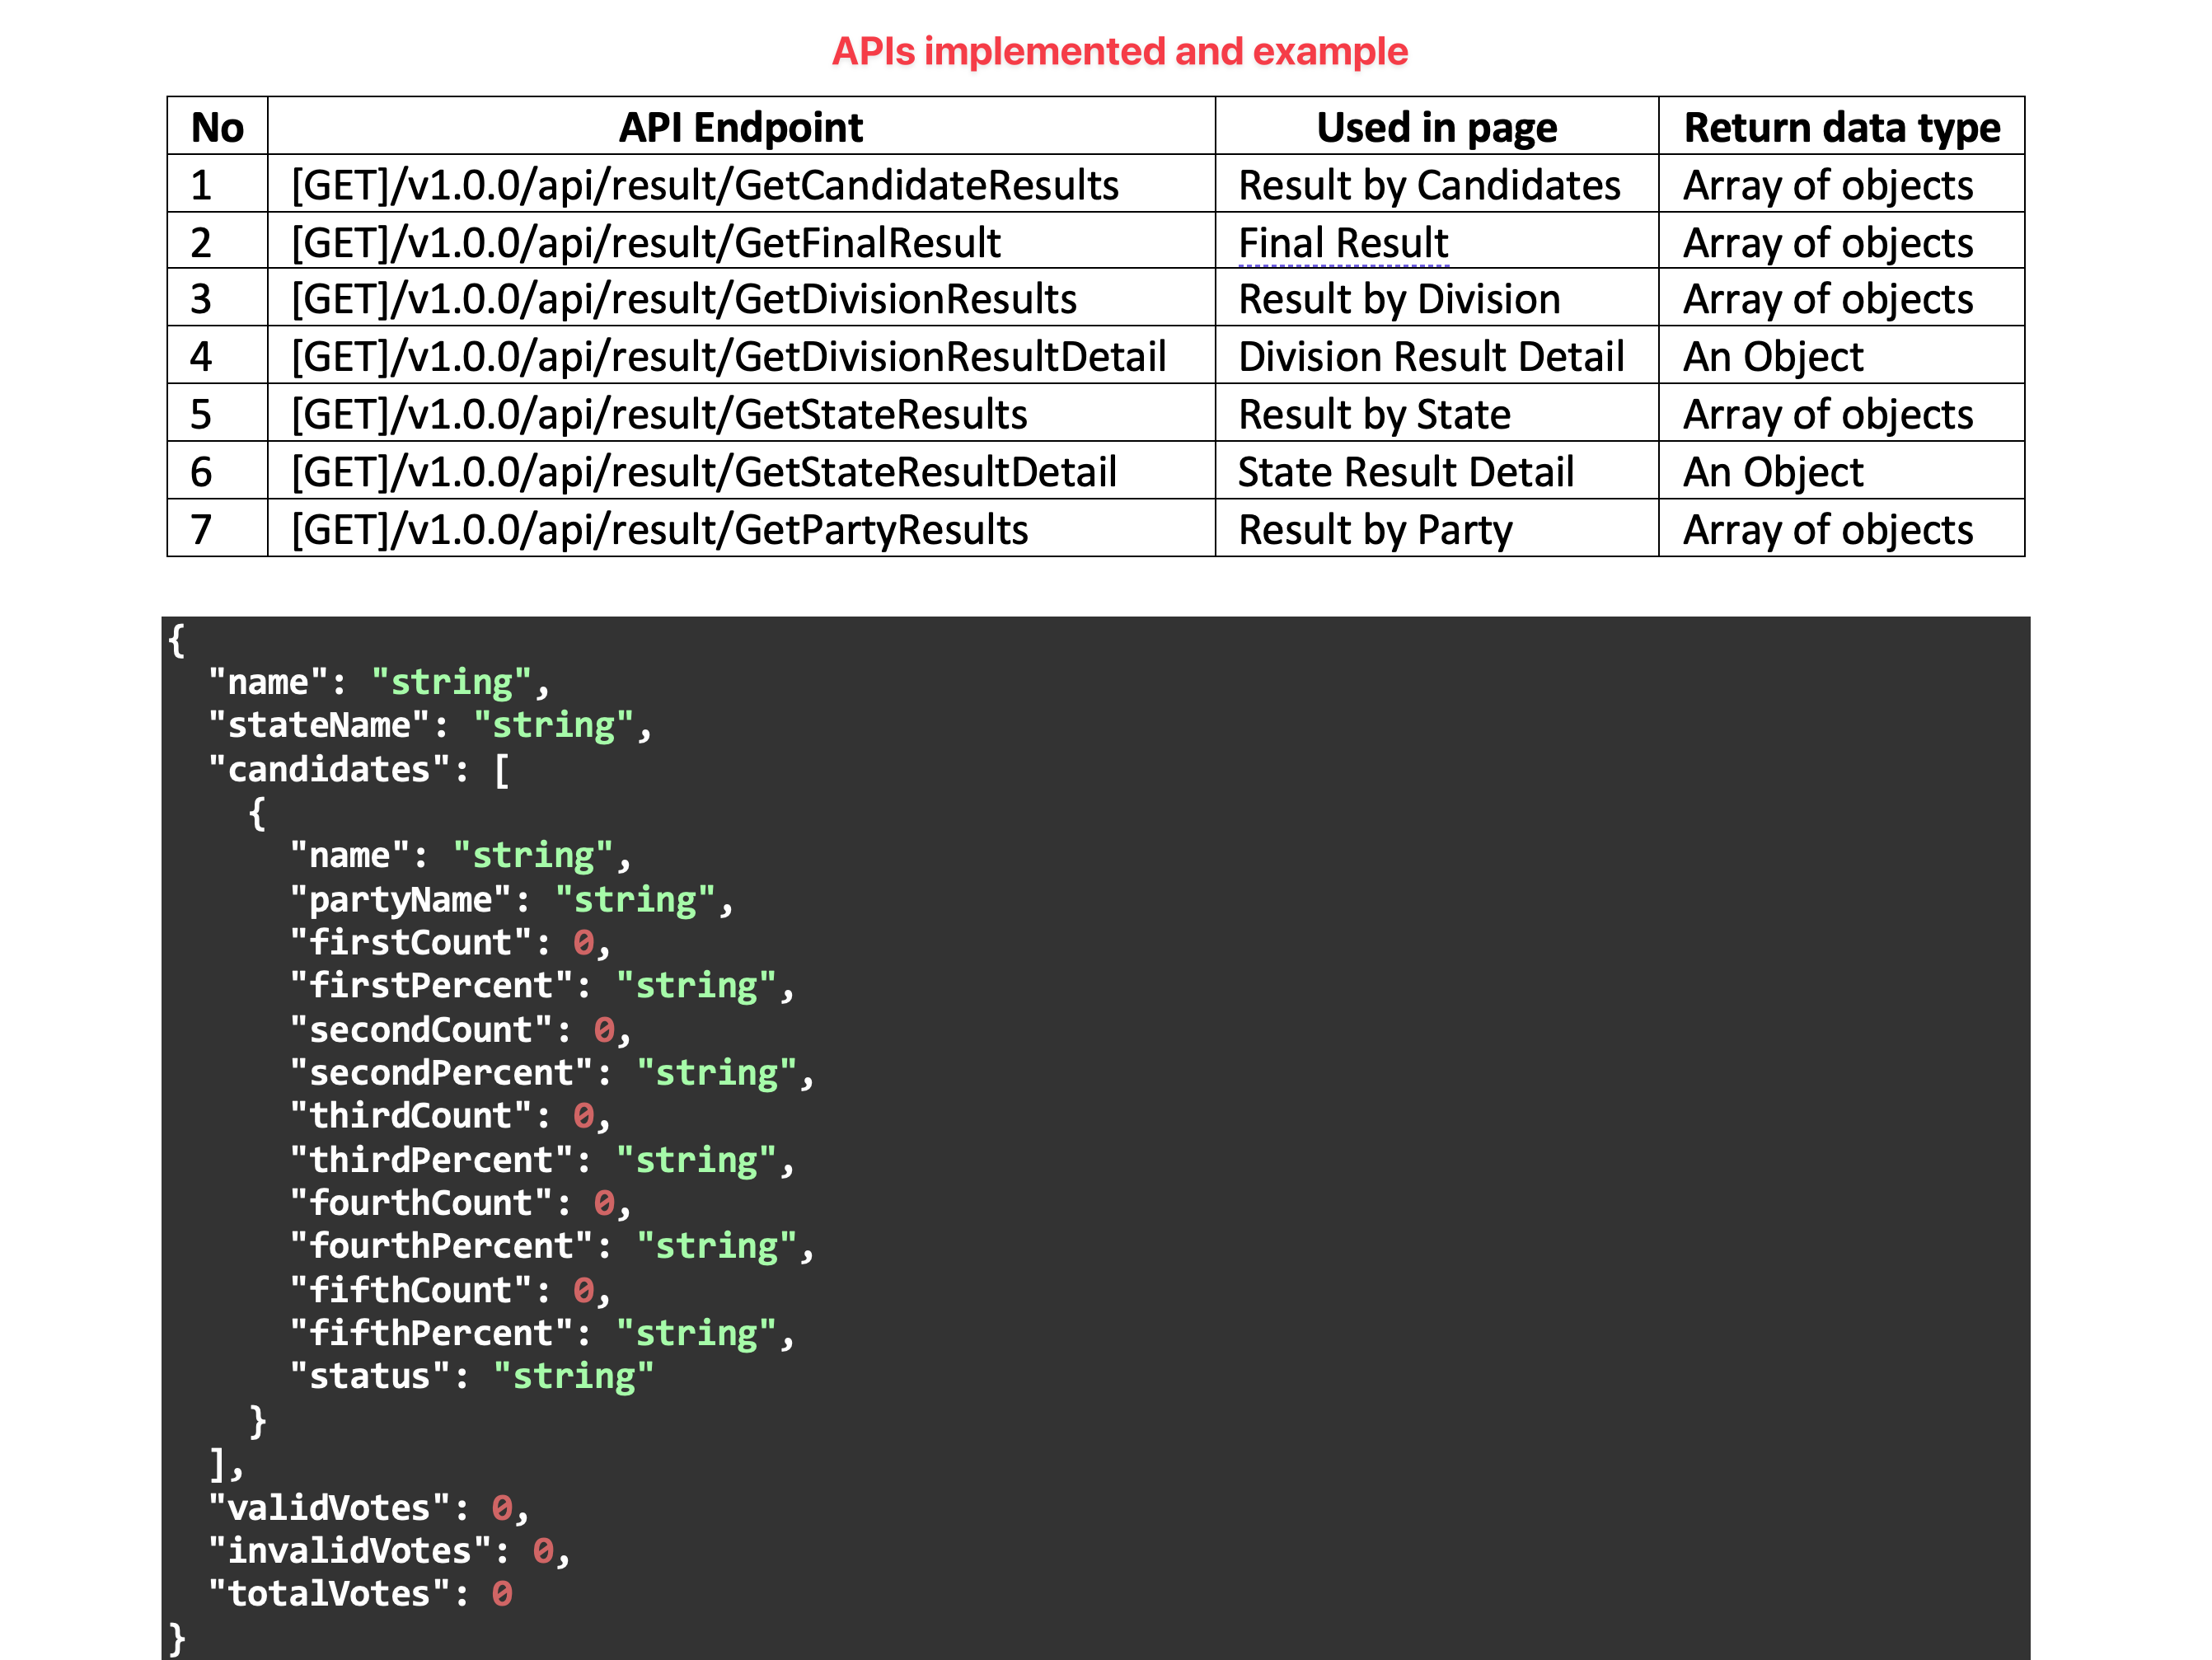 APIs implemented and example
No API Endpoint Used in page Return data type
1 [GET]/v1.0.0/api/result/GetCandidateResults Result by Candidates Array of objects
2 [GET]/v1.0.0/api/result/GetFinalResult Final Result Array of objects
3 [GET]/v1.0.0/api/result/GetDivisionResults Result by Division Array of objects
4 [GET]/v1.0.0/api/result/GetDivisionResultDetail Division Result Detail An Object
5 [GET]/v1.0.0/api/result/GetStateResults Result by State Array of objects
6 [GET]/v1.0.0/api/result/GetStateResultDetail State Result Detail An Object
7 [GET]/v1.0.0/api/result/GetPartyResults Result by Party Array of objects
{
  "name": "string",
  "stateName": "string",
  "candidates": [
    {
      "name": "string",
      "partyName": "string",
      "firstCount": 0,
      "firstPercent": "string",
      "secondCount": 0,
      "secondPercent": "string",
      "thirdCount": 0,
      "thirdPercent": "string",
      "fourthCount": 0,
      "fourthPercent": "string",
      "fifthCount": 0,
      "fifthPercent": "string",
      "status": "string"
    }
  ],
  "validVotes": 0,
  "invalidVotes": 0,
  "totalVotes": 0
}